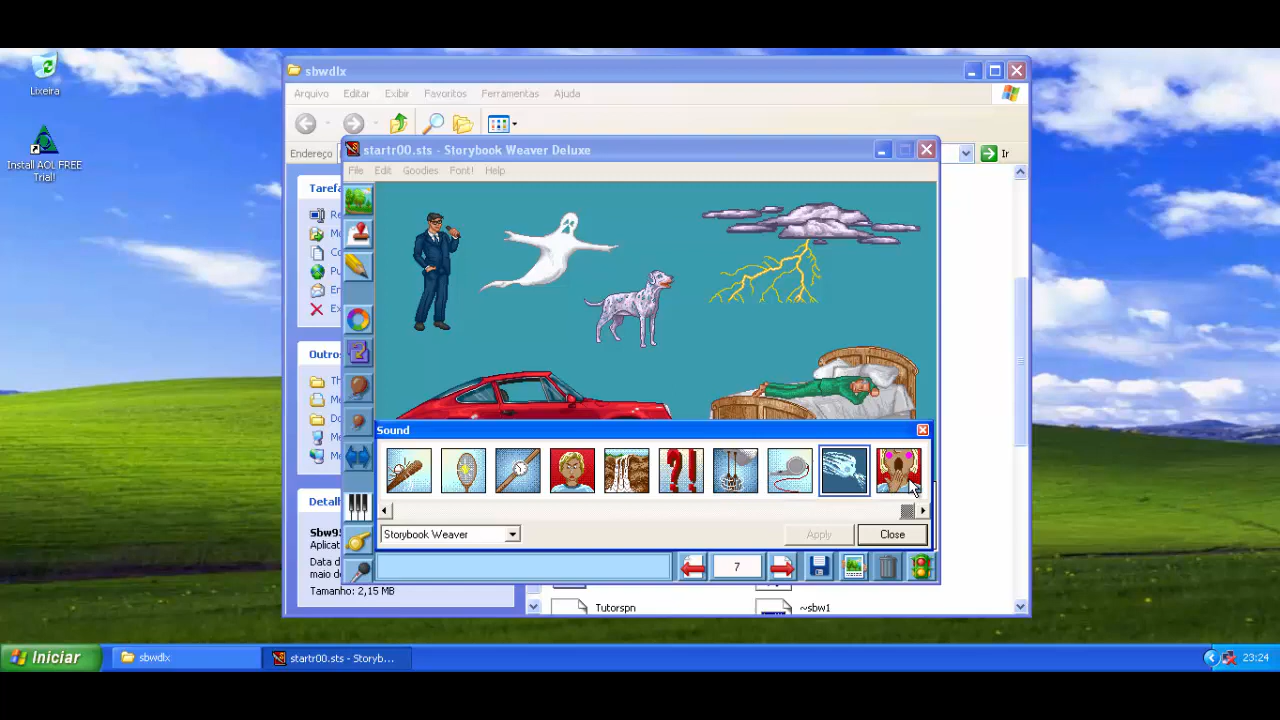 Lixeira
Install AOL FREE
Trial!
sbwdlx
Arquivo Editar Exibir Favoritos Ferramentas Ajuda
Endereço
Ir
startr00.sts - Storybook Weaver Deluxe
File Edit Goodies Font! Help
Taref
Outros
Detal
Sbw9
Aplicat
Data d
maio d
Tamanho: 2,15 MB
Sound
?!
Storybook Weaver
Apply
Close
7
Tutorspn
~sbw1
Iniciar
sbwdlx
startr00.sts - Storyb...
23:24